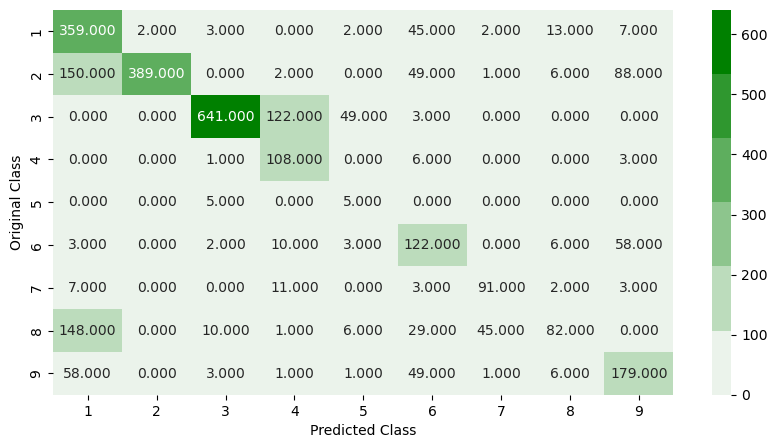 1 359.000 2.000 3.000 0.000 2.000 45.000 2.000 13.000 7.000
2 150.000 389.000 0.000 2.000 0.000 49.000 1.000 6.000 88.000
3 0.000 0.000 641.000 122.000 49.000 3.000 0.000 0.000 0.000
4 0.000 0.000 1.000 108.000 0.000 6.000 0.000 0.000 3.000
5 0.000 0.000 5.000 0.000 5.000 0.000 0.000 0.000 0.000
6 3.000 0.000 2.000 10.000 3.000 122.000 0.000 6.000 58.000
7 7.000 0.000 0.000 11.000 0.000 3.000 91.000 2.000 3.000
8 148.000 0.000 10.000 1.000 6.000 29.000 45.000 82.000 0.000
9 58.000 0.000 3.000 1.000 1.000 49.000 1.000 6.000 179.000
1 2 3 4 5 6 7 8 9
Predicted Class
Original Class
600
500
400
300
200
100
0